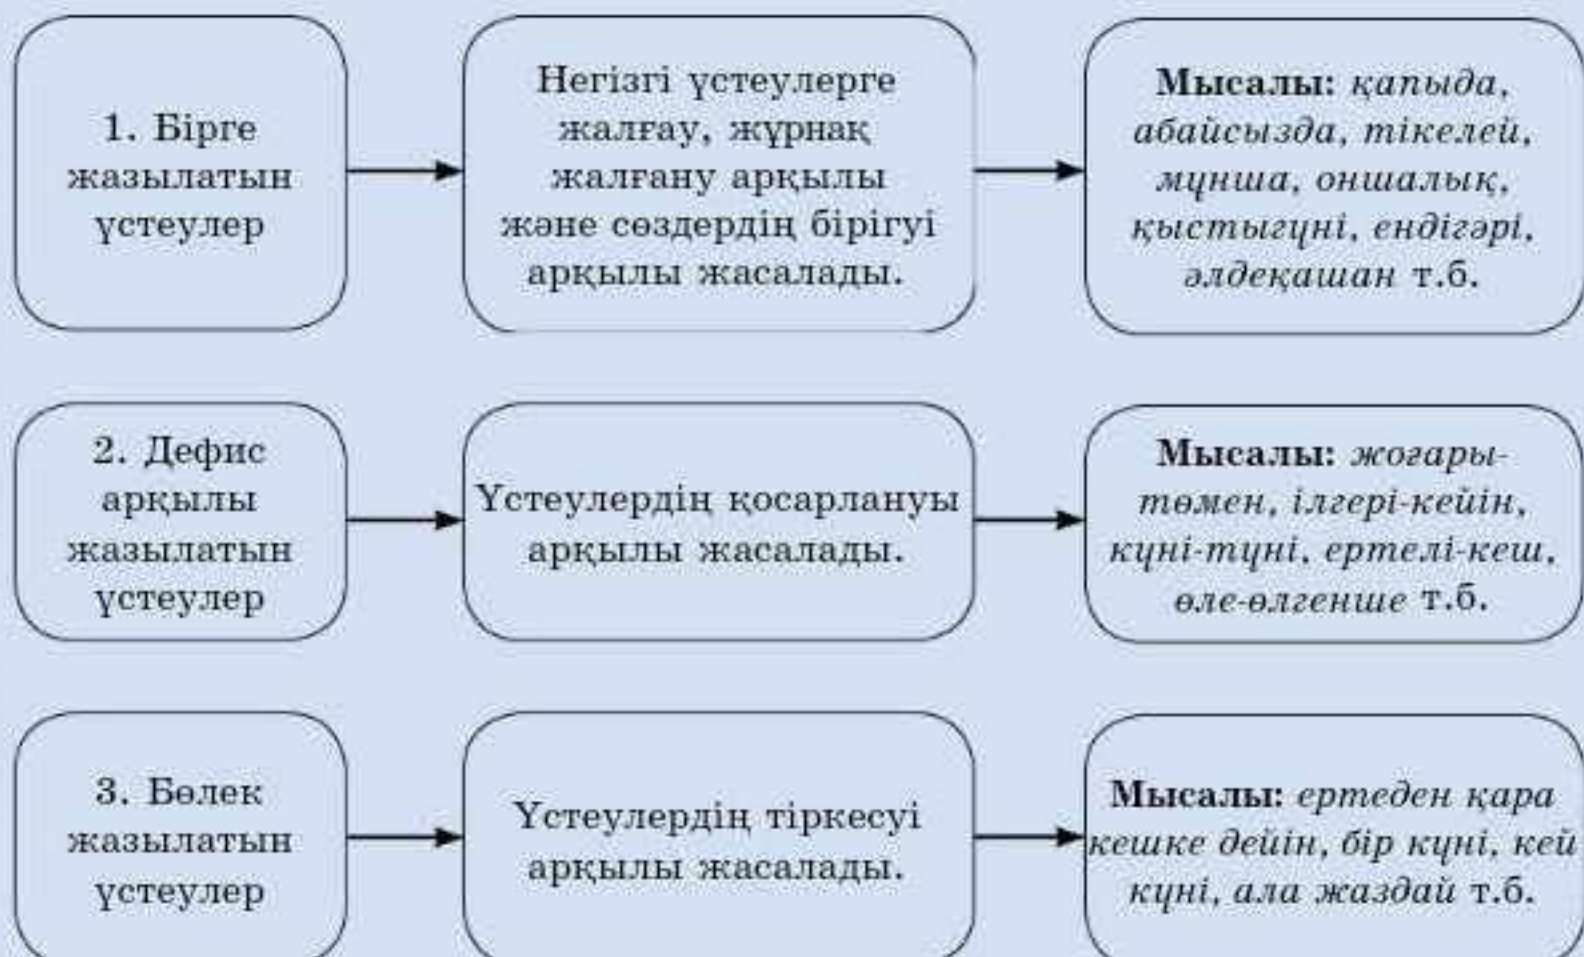 1. Бірге
жазылатын
үстеулер
Негізгі үстеулерге
жалғау, жұрнақ
жалғану арқылы
және сөздердің бірігуі
арқылы жасалады.
Мысалы: қапыда,
абайсызда, тікелей,
мұнша, оншалық,
қыстыгүні, ендігәрі,
әлдеқашан т.б.
2. Дефис
арқылы
жазылатын
үстеулер
Үстеулердің қосарлануы
арқылы жасалады.
Мысалы: жоғары-
төмен, ілгері-кейін,
күні-түні, ертелі-кеш,
өле-өлгенше т.б.
3. Бөлек
жазылатын
үстеулер
Үстеулердің тіркесуі
арқылы жасалады.
Мысалы: ертеден қара
кешке дейін, бір күні, кей
күні, ала жаздай т.б.